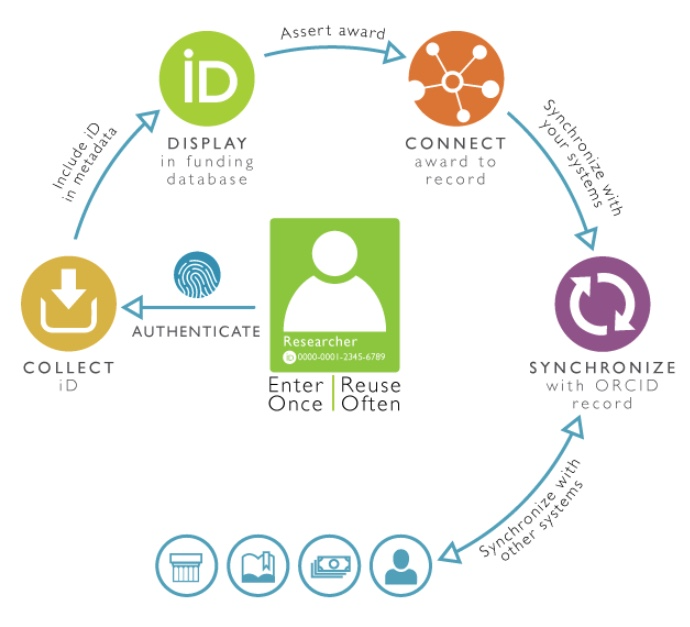 Assert award
iD
DISPLAY
in funding
database
CONNECT
award to
record
Include iD
in metadata
Synchronize with
your systems
AUTHENTICATE
COLLECT
iD
Researcher
iD 0000-0001-2345-6789
Enter Once
Reuse Often
SYNCHRONIZE
with ORCID
record
Synchronize with
other systems